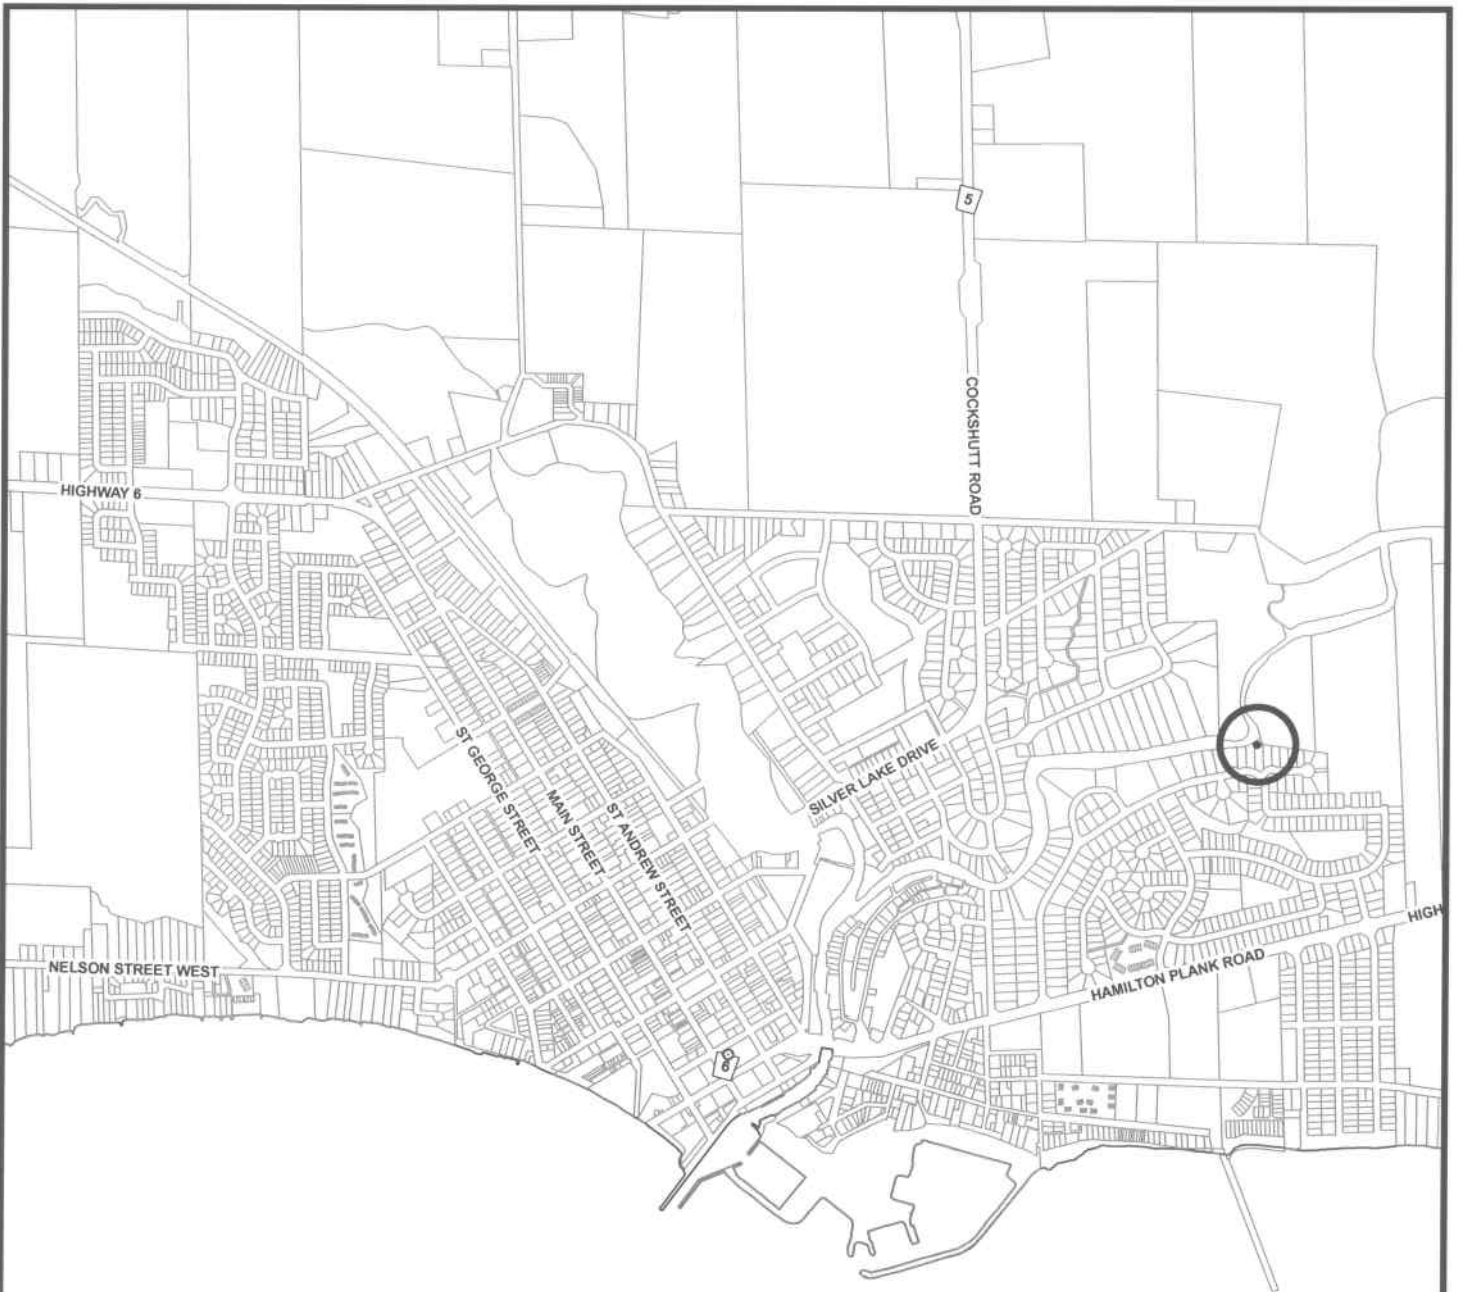 5
COCKSHUTT ROAD
HIGHWAY 6
SILVER LAKE DRIVE
ST GEORGE STREET
MAIN STREET
ST ANDREW STREET
HIGH
NELSON STREET WEST
HAMILTON PLANK ROAD
6